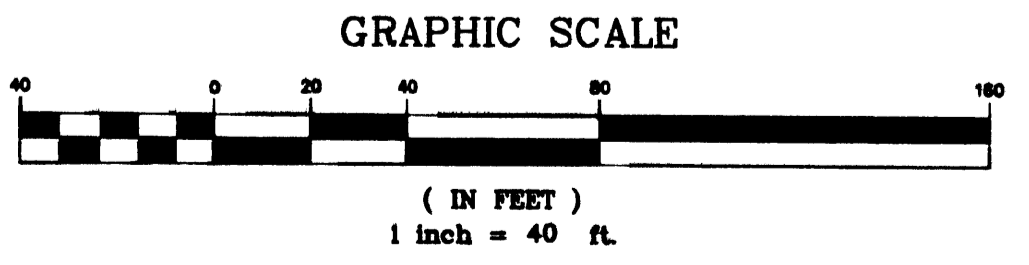 GRAPHIC SCALE
40 0 20 40 80 160
( IN FEET )
1 inch = 40 ft.